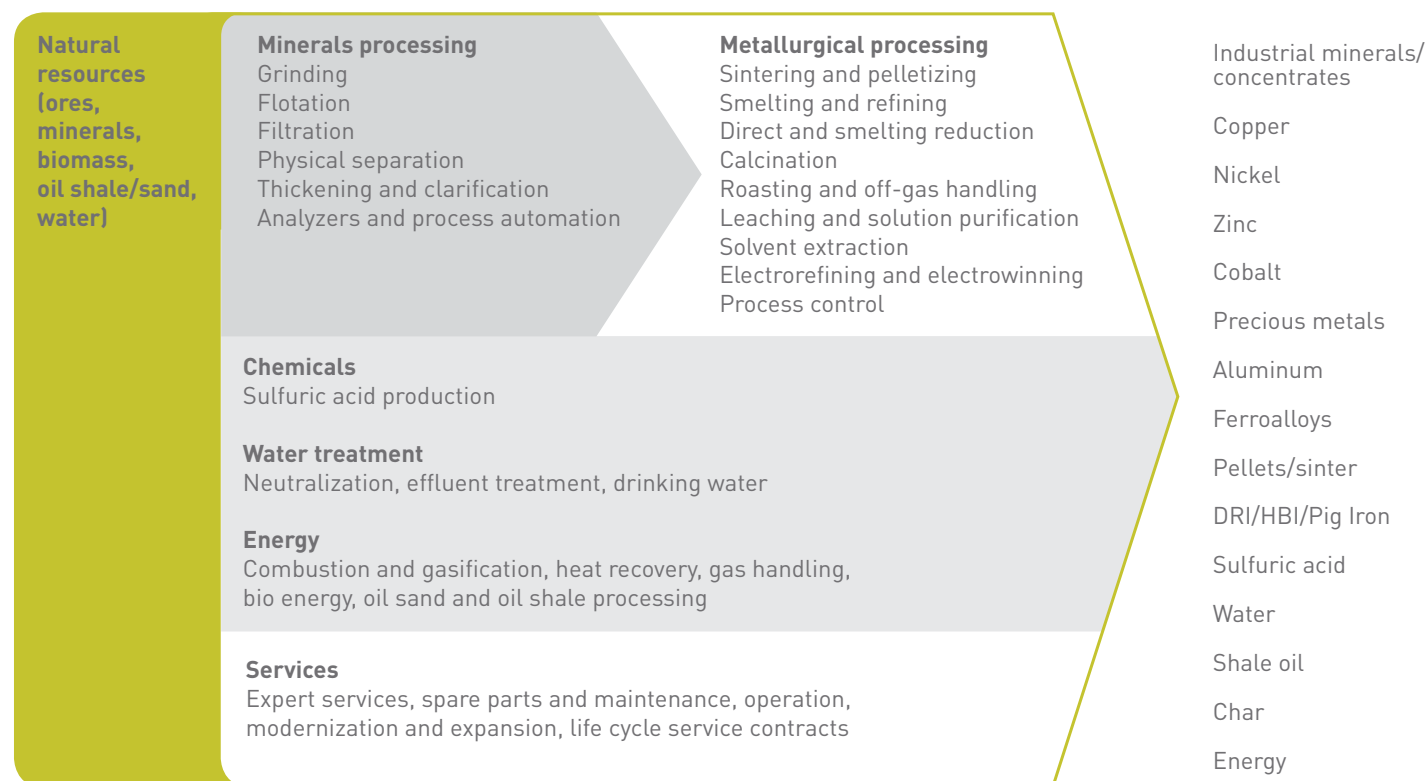 Natural
resources
(ores,
minerals,
biomass,
oil shale/sand,
water)
Minerals processing
Grinding
Flotation
Filtration
Physical separation
Thickening and clarification
Analyzers and process automation
Metallurgical processing
Sintering and pelletizing
Smelting and refining
Direct and smelting reduction
Calcination
Roasting and off-gas handling
Leaching and solution purification
Solvent extraction
Electrorefining and electrowinning
Process control
Chemicals
Sulfuric acid production
Water treatment
Neutralization, effluent treatment, drinking water
Energy
Combustion and gasification, heat recovery, gas handling,
bio energy, oil sand and oil shale processing
Services
Expert services, spare parts and maintenance, operation,
modernization and expansion, life cycle service contracts
Industrial minerals/
concentrates
Copper
Nickel
Zinc
Cobalt
Precious metals
Aluminum
Ferroalloys
Pellets/sinter
DRI/HBI/Pig Iron
Sulfuric acid
Water
Shale oil
Char
Energy